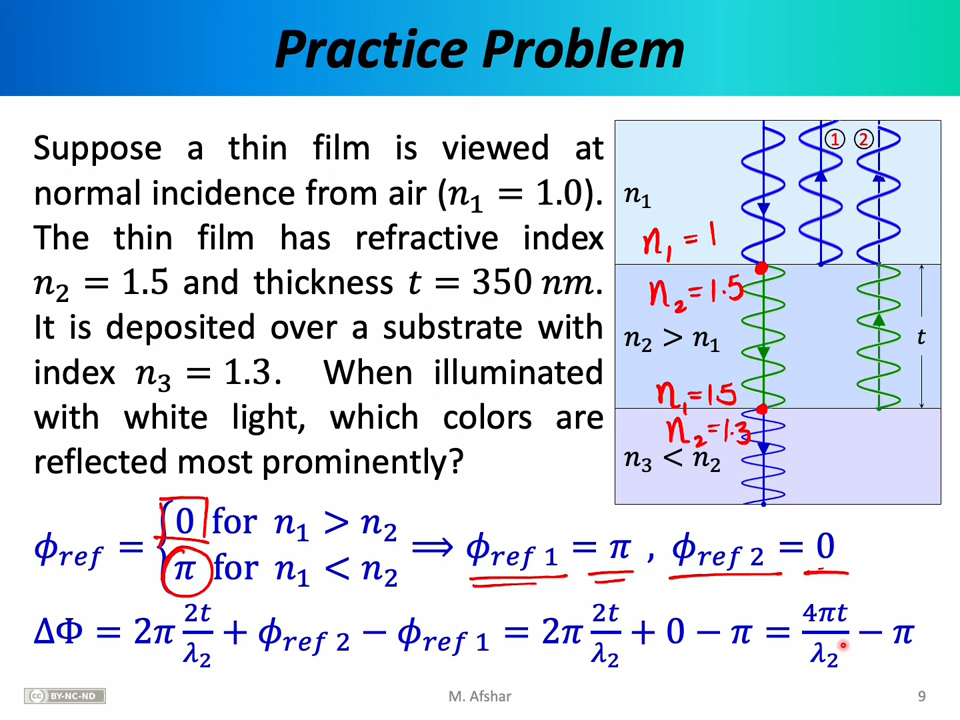 Practice Problem
Suppose a thin film is viewed at
normal incidence from air (n₁ = 1.0).
The thin film has refractive index
n₂ = 1.5 and thickness t = 350 nm.
It is deposited over a substrate with
index n₃ = 1.3. When illuminated
with white light, which colors are
reflected most prominently?
① ②
n₁
n₁ = 1
n₂ = 1.5
n₂ > n₁
t
n₁ = 1.5
n₂ = 1.3
n₃ < n₂
ϕ_ref = { 0 for n₁ > n₂
π for n₁ < n₂ ⟹ ϕ_ref 1 = π , ϕ_ref 2 = 0
ΔΦ = 2π 2t/λ₂ + ϕ_ref 2 − ϕ_ref 1 = 2π 2t/λ₂ + 0 − π = 4πt/λ₂ − π
cc BY-NC-ND
M. Afshar
9